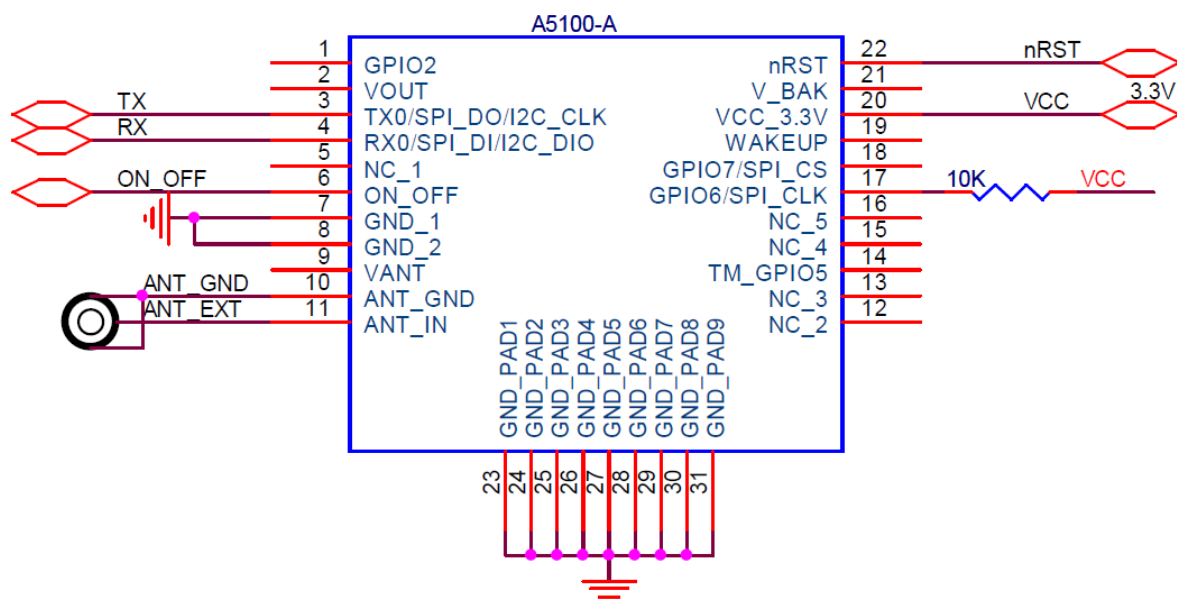 A5100-A
1 GPIO2
2 VOUT
TX 3 TX0/SPI_DO/I2C_CLK
RX 4 RX0/SPI_DI/I2C_DIO
5 NC_1
ON_OFF 6 ON_OFF
7 GND_1
8 GND_2
9 VANT
ANT_GND 10 ANT_GND
ANT_EXT 11 ANT_IN
nRST 22 nRST
V_BAK 21
VCC_3.3V 20 VCC 3.3V
WAKEUP 19
GPIO7/SPI_CS 18
GPIO6/SPI_CLK 17 10K VCC
NC_5 16
NC_4 15
TM_GPIO5 14
NC_3 13
NC_2 12
GND_PAD1 23
GND_PAD2 24
GND_PAD3 25
GND_PAD4 26
GND_PAD5 27
GND_PAD6 28
GND_PAD7 29
GND_PAD8 30
GND_PAD9 31